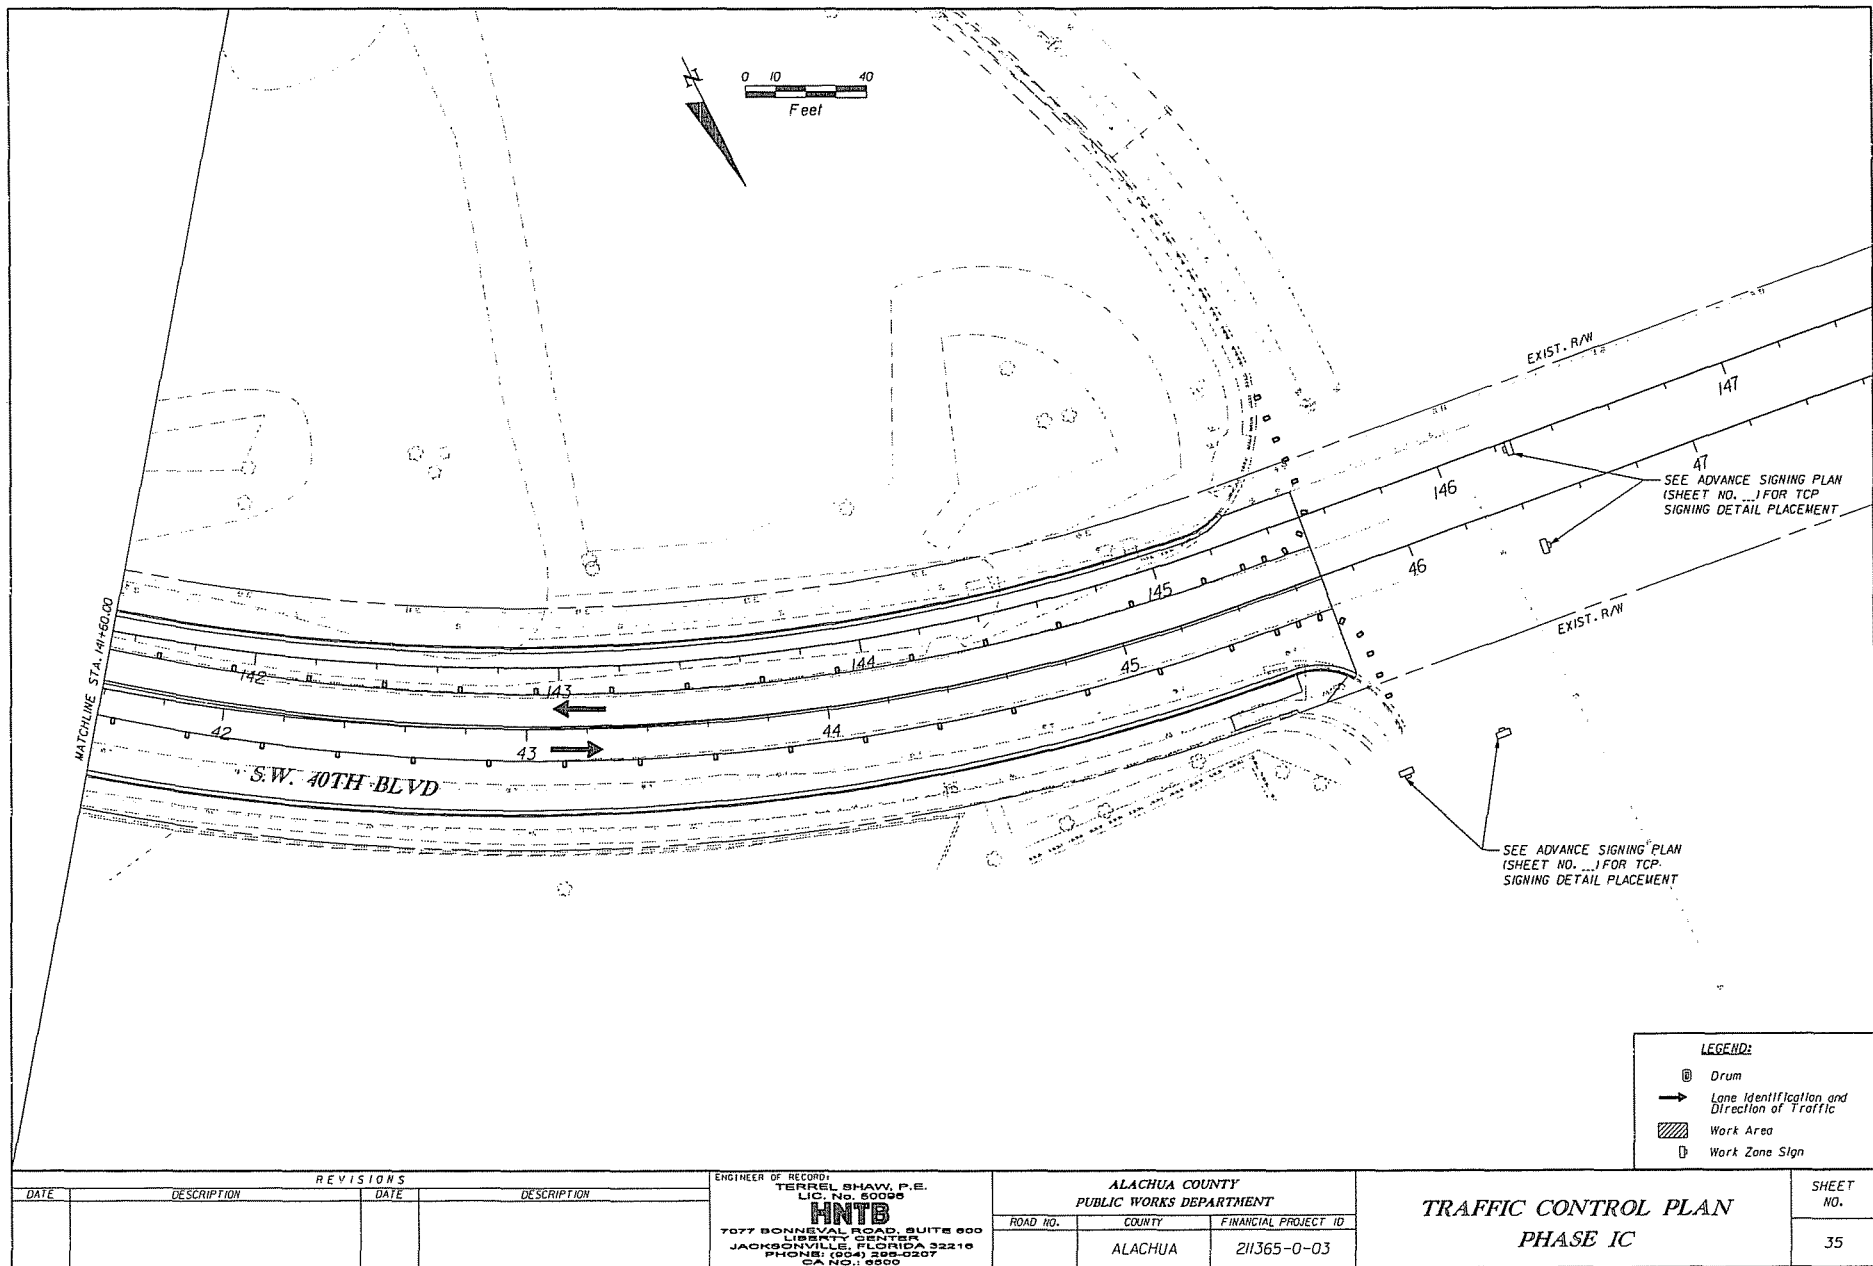 N
0 10 40
Feet
EXIST. R/W
147
47
146
46
SEE ADVANCE SIGNING PLAN
(SHEET NO. __) FOR TCP
SIGNING DETAIL PLACEMENT
EXIST. R/W
145
45
144
44
143
43
142
42
MATCHLINE STA. 141+60.00
S.W. 40TH BLVD
SEE ADVANCE SIGNING PLAN
(SHEET NO. __) FOR TCP
SIGNING DETAIL PLACEMENT
LEGEND:
Drum
Lane Identification and
Direction of Traffic
Work Area
Work Zone Sign
REVISIONS
DATE DESCRIPTION DATE DESCRIPTION
ENGINEER OF RECORD:
TERREL SHAW, P.E.
LIC. No. 50096
HNTB
7077 BONNEVAL ROAD, SUITE 600
LIBERTY CENTER
JACKSONVILLE, FLORIDA 32216
PHONE: (904) 296-0207
CA NO.: 6500
ALACHUA COUNTY
PUBLIC WORKS DEPARTMENT
ROAD NO. COUNTY FINANCIAL PROJECT ID
ALACHUA 211365-0-03
TRAFFIC CONTROL PLAN
PHASE IC
SHEET
NO.
35